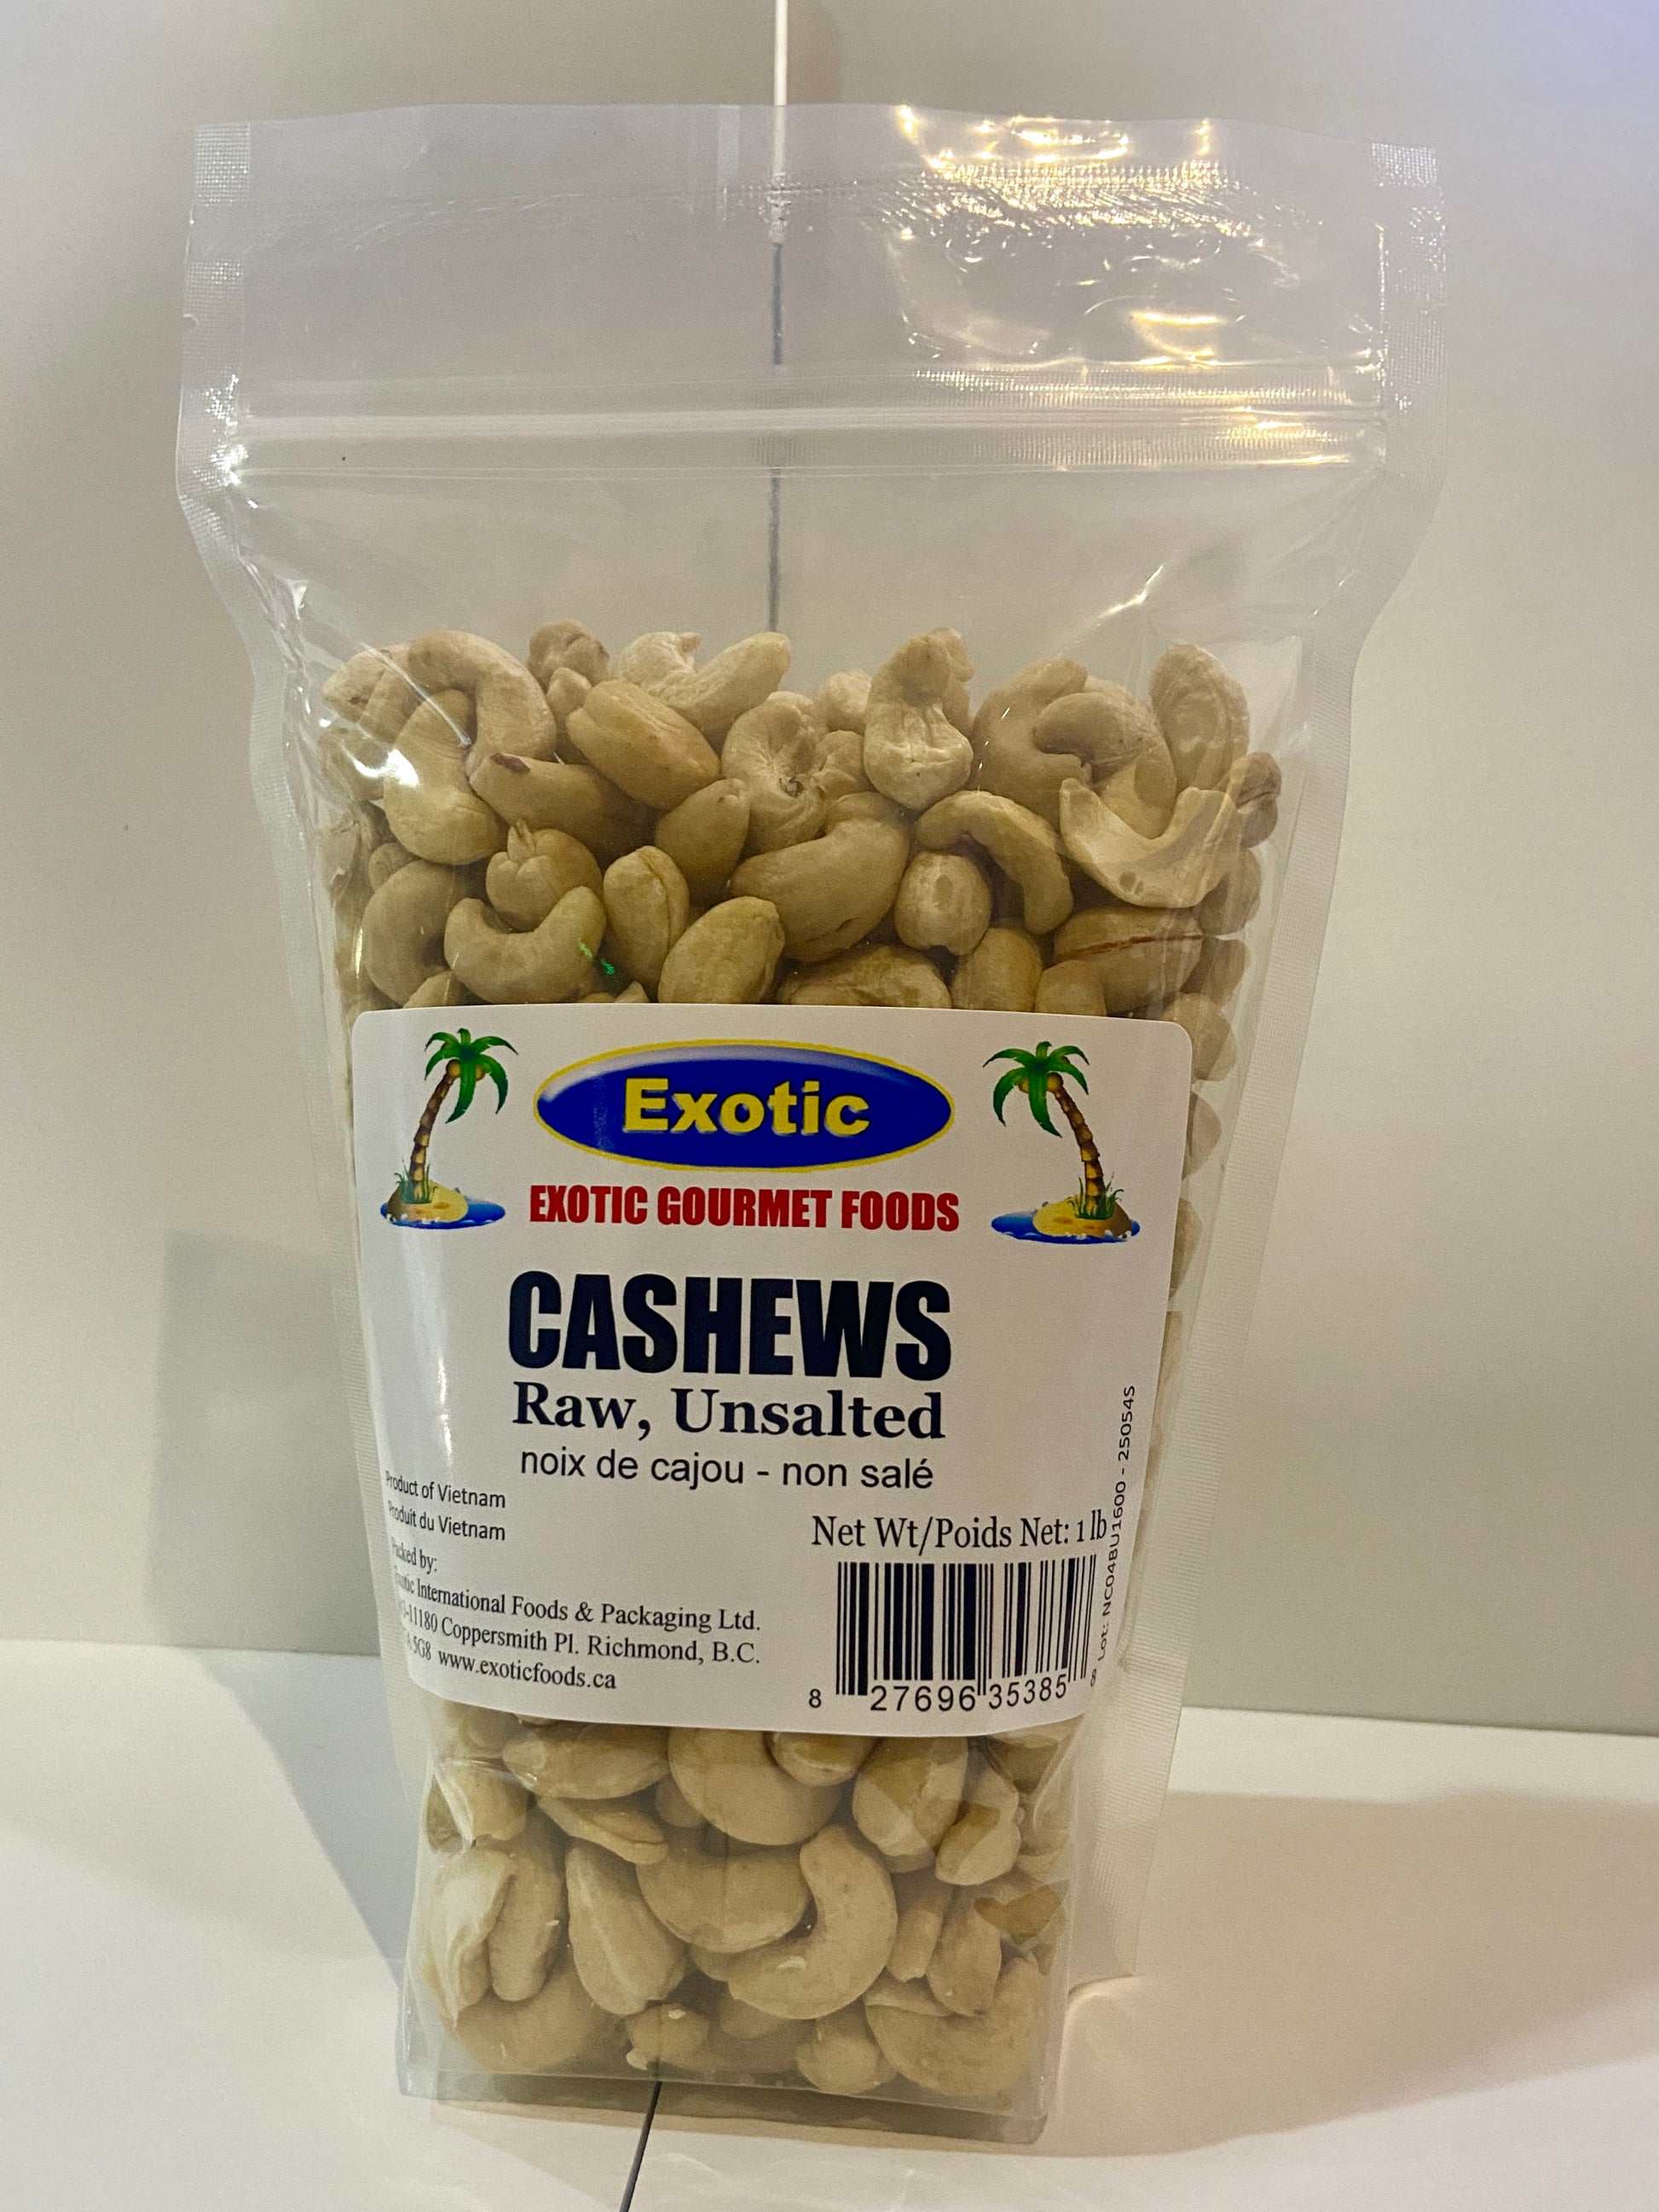 Exotic
EXOTIC GOURMET FOODS
CASHEWS
Raw, Unsalted
noix de cajou - non salé
Product of Vietnam
Produit du Vietnam
Net Wt/Poids Net: 1 lb
Packed by:
Exotic International Foods & Packaging Ltd.
Coppersmith Pl. Richmond, B.C.
5G8 www.exoticfoods.ca
8 27696 35385 8
Lot: NC04BU1600 - 25054S